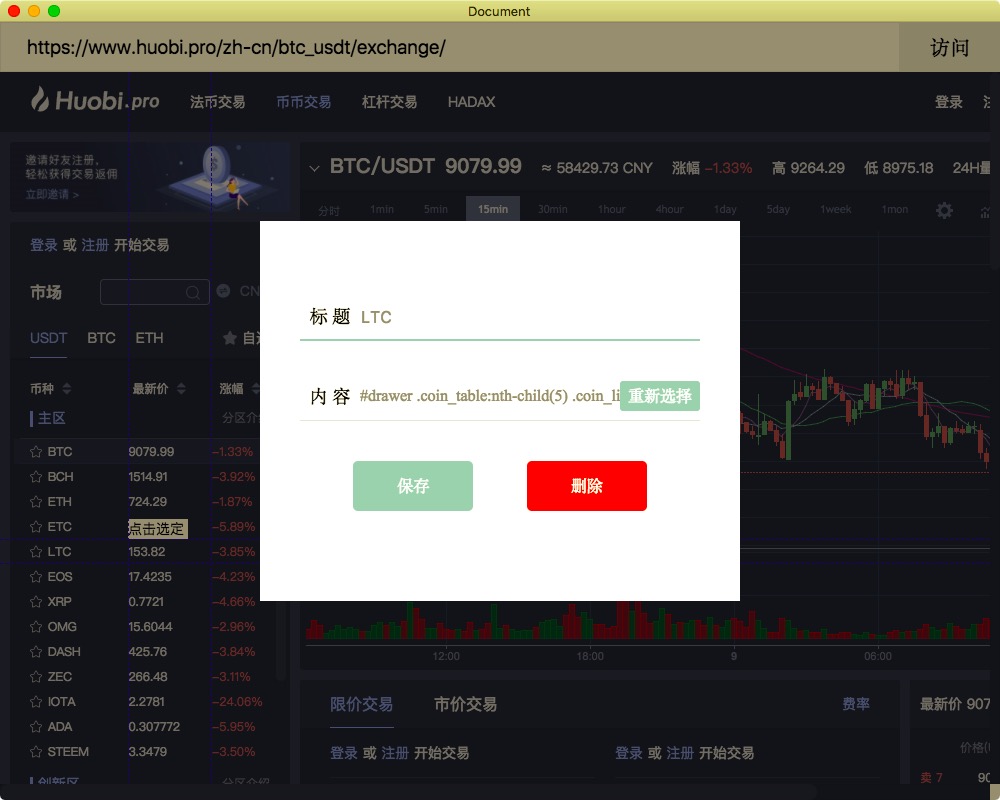 Document
https://www.huobi.pro/zh-cn/btc_usdt/exchange/ 访问
Huobi.pro 法币交易 币币交易 杠杆交易 HADAX 登录
邀请好友注册,
轻松获得交易返佣
立即邀请 >
BTC/USDT 9079.99 ≈ 58429.73 CNY 涨幅 −1.33% 高 9264.29 低 8975.18 24H量
分时 1min 5min 15min 30min 1hour 4hour 1day 5day 1week 1mon
登录 或 注册 开始交易
市场 CN
USDT BTC ETH 自选
币种 最新价 涨幅
主区 分区介
标题 LTC
内容 #drawer .coin_table:nth-child(5) .coin_li 重新选择
保存 删除
BTC 9079.99 −1.33%
BCH 1514.91 −3.92%
ETH 724.29 −1.87%
ETC 点击选定 −5.89%
LTC 153.82 −3.85%
EOS 17.4235 −4.23%
XRP 0.7721 −4.66%
OMG 15.6044 −2.96%
DASH 425.76 −3.84%
ZEC 266.48 −3.11%
IOTA 2.2781 −24.06%
ADA 0.307772 −5.95%
STEEM 3.3479 −3.50%
创新区 分区介绍
12:00 18:00 9 06:00
限价交易 市价交易 费率
登录 或 注册 开始交易 登录 或 注册 开始交易
最新价 907
价格(
卖 7 90